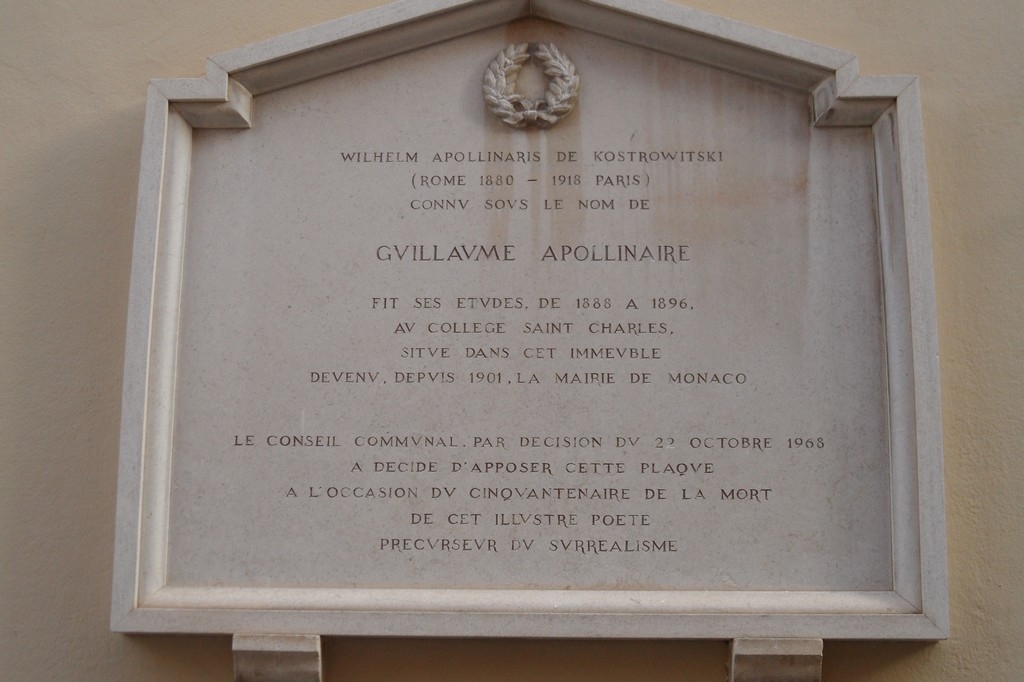 WILHELM APOLLINARIS DE KOSTROWITSKI
(ROME 1880 – 1918 PARIS)
CONNV SOVS LE NOM DE
GVILLAVME APOLLINAIRE
FIT SES ETVDES, DE 1888 A 1896,
AV COLLEGE SAINT CHARLES,
SITVE DANS CET IMMEVBLE
DEVENV, DEPVIS 1901, LA MAIRIE DE MONACO
LE CONSEIL COMMVNAL, PAR DECISION DV 22 OCTOBRE 1968
A DECIDE D'APPOSER CETTE PLAQVE
A L'OCCASION DV CINQVANTENAIRE DE LA MORT
DE CET ILLVSTRE POETE
PRECVRSEVR DV SVRREALISME